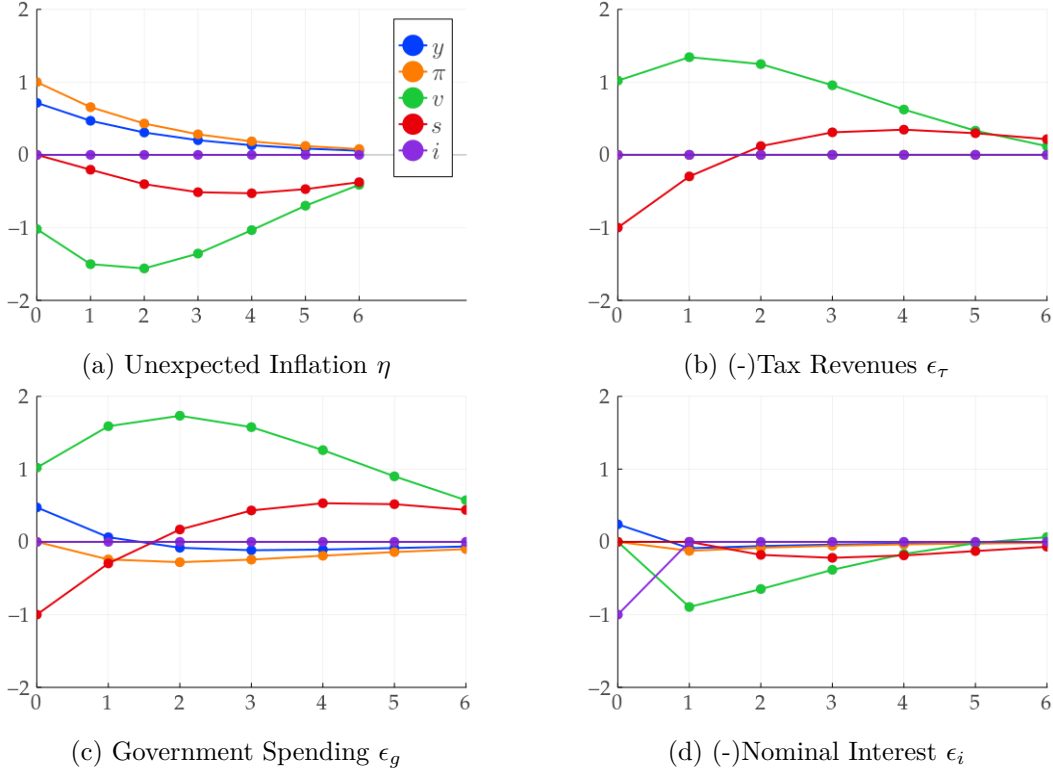 2
1
0
−1
−2
0 1 2 3 4 5 6
y
π
v
s
i
(a) Unexpected Inflation η
2
1
0
−1
−2
0 1 2 3 4 5 6
(b) (-)Tax Revenues ϵτ
2
1
0
−1
−2
0 1 2 3 4 5 6
(c) Government Spending ϵg
2
1
0
−1
−2
0 1 2 3 4 5 6
(d) (-)Nominal Interest ϵi